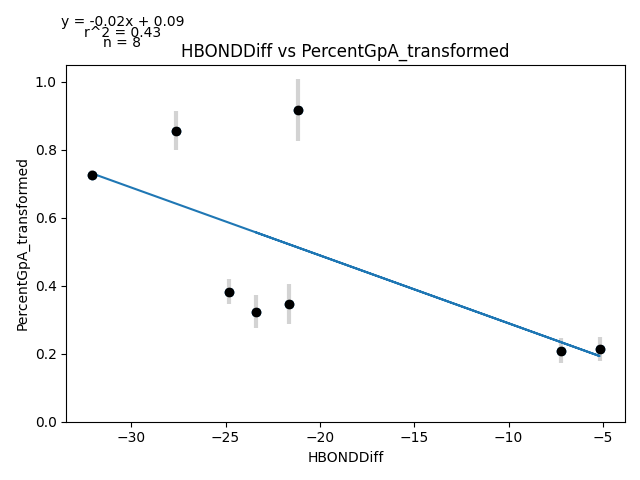 y = -0.02x + 0.09
r^2 = 0.43
n = 8
HBONDDiff vs PercentGpA_transformed
1.0
0.8
0.6
0.4
0.2
0.0
PercentGpA_transformed
−30
−25
−20
−15
−10
−5
HBONDDiff